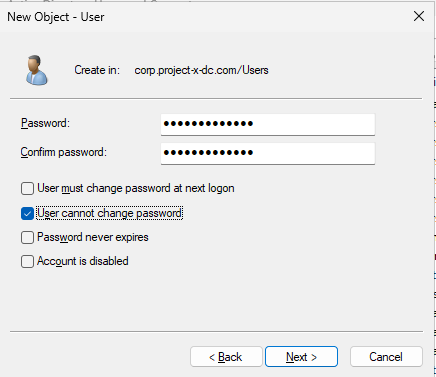 New Object - User
Create in: corp.project-x-dc.com/Users
Password: ●●●●●●●●●●●●●
Confirm password: ●●●●●●●●●●●●●
User must change password at next logon
User cannot change password
Password never expires
Account is disabled
< Back Next > Cancel